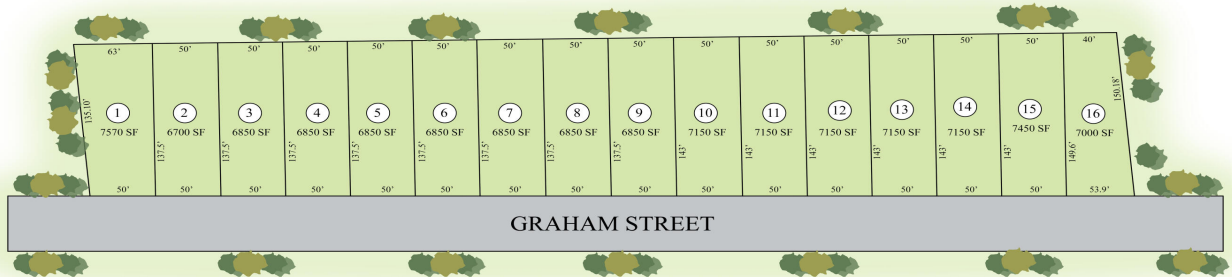 63' 50' 50' 50' 50' 50' 50' 50' 50' 50' 50' 50' 50' 50' 50' 40'
1 2 3 4 5 6 7 8 9 10 11 12 13 14 15 16
7570 SF 6700 SF 6850 SF 6850 SF 6850 SF 6850 SF 6850 SF 6850 SF 6850 SF 7150 SF 7150 SF 7150 SF 7150 SF 7150 SF 7450 SF 7000 SF
135.10' 137.5' 137.5' 137.5' 137.5' 137.5' 137.5' 137.5' 137.5' 143' 143' 143' 143' 143' 143' 149.6' 150.18'
50' 50' 50' 50' 50' 50' 50' 50' 50' 50' 50' 50' 50' 50' 50' 53.9'
GRAHAM STREET